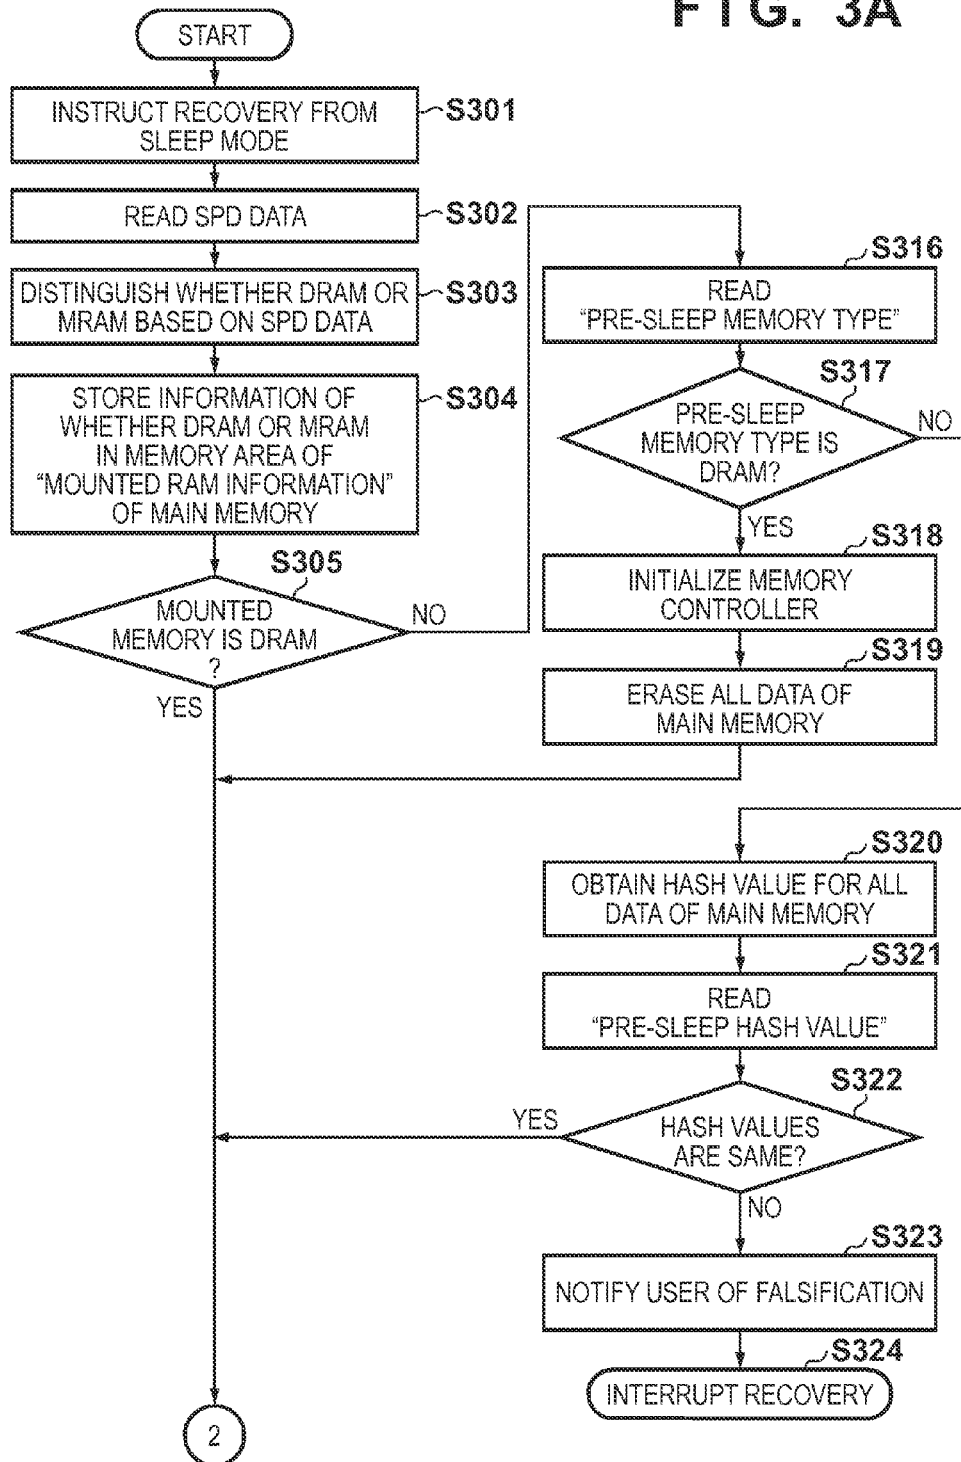 FIG. 3A
START
INSTRUCT RECOVERY FROM
SLEEP MODE
S301
READ SPD DATA
S302
DISTINGUISH WHETHER DRAM OR
MRAM BASED ON SPD DATA
S303
STORE INFORMATION OF
WHETHER DRAM OR MRAM
IN MEMORY AREA OF
“MOUNTED RAM INFORMATION”
OF MAIN MEMORY
S304
S305
MOUNTED
MEMORY IS DRAM
?
NO
YES
S316
READ
“PRE-SLEEP MEMORY TYPE”
S317
PRE-SLEEP
MEMORY TYPE IS
DRAM?
NO
YES
S318
INITIALIZE MEMORY
CONTROLLER
S319
ERASE ALL DATA OF
MAIN MEMORY
S320
OBTAIN HASH VALUE FOR ALL
DATA OF MAIN MEMORY
S321
READ
“PRE-SLEEP HASH VALUE”
S322
HASH VALUES
ARE SAME?
YES
NO
S323
NOTIFY USER OF FALSIFICATION
S324
INTERRUPT RECOVERY
2